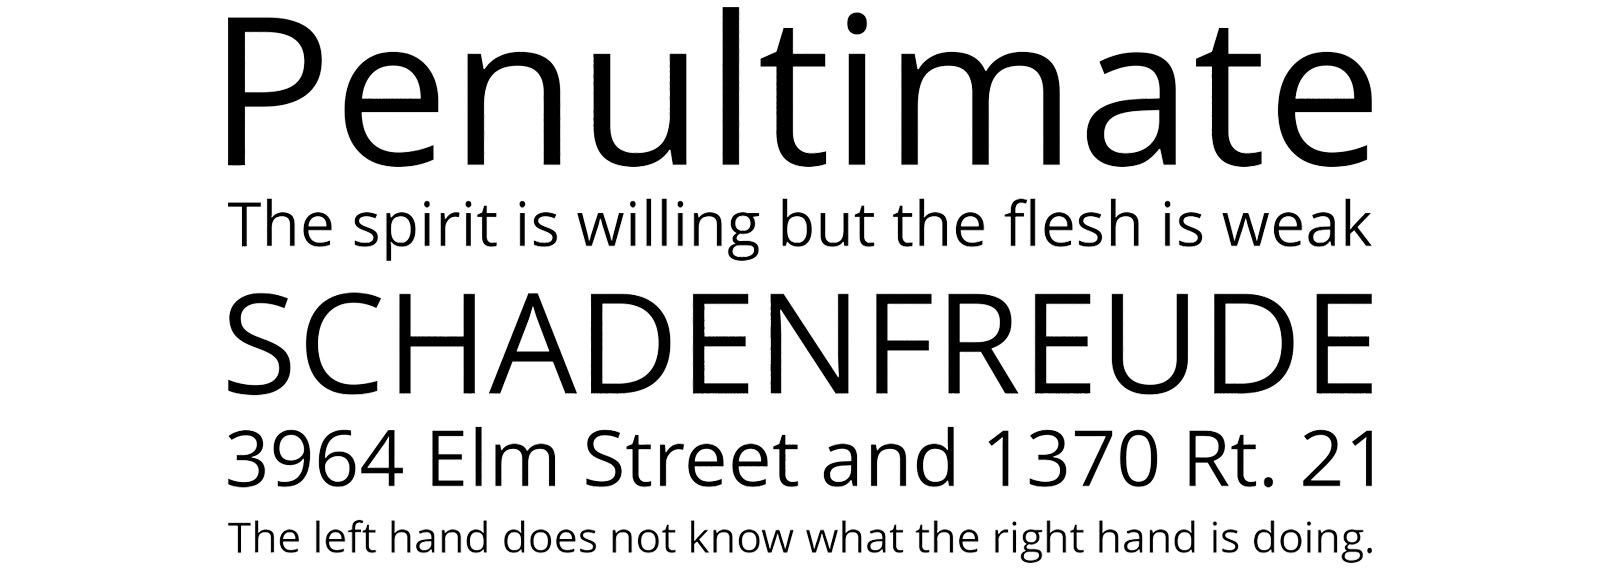 Penultimate
The spirit is willing but the flesh is weak
SCHADENFREUDE
3964 Elm Street and 1370 Rt. 21
The left hand does not know what the right hand is doing.